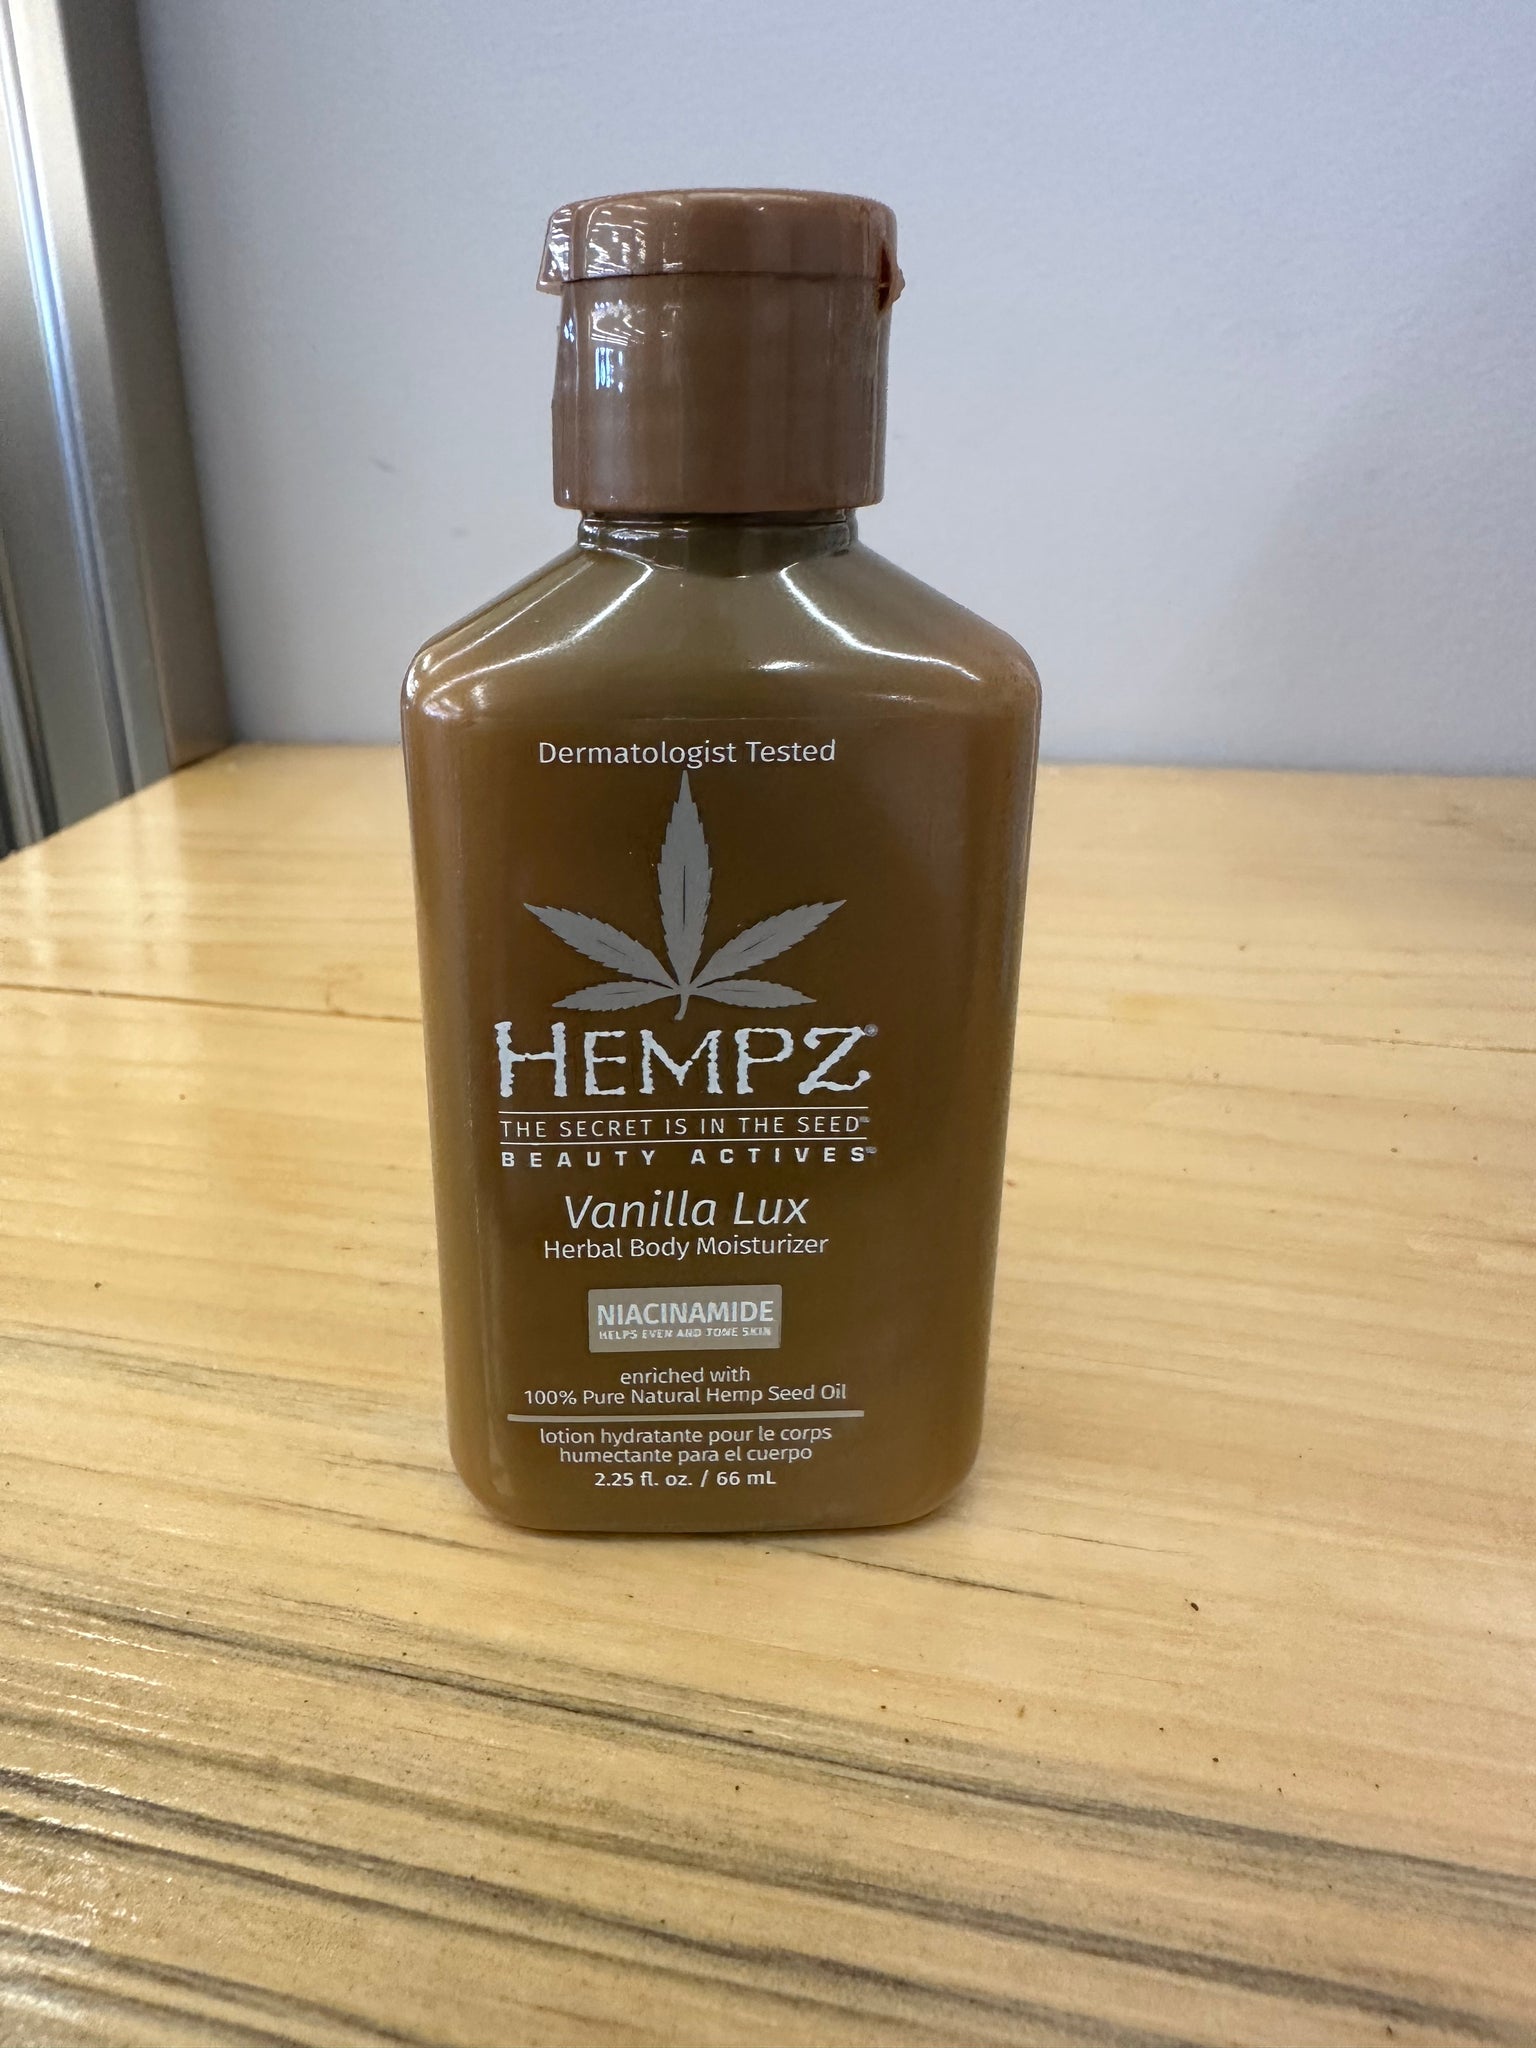 Dermatologist Tested
HEMPZ®
THE SECRET IS IN THE SEED™
BEAUTY ACTIVES™
Vanilla Lux
Herbal Body Moisturizer
NIACINAMIDE
HELPS EVEN AND TONE SKIN
enriched with
100% Pure Natural Hemp Seed Oil
lotion hydratante pour le corps
humectante para el cuerpo
2.25 fl. oz. / 66 mL